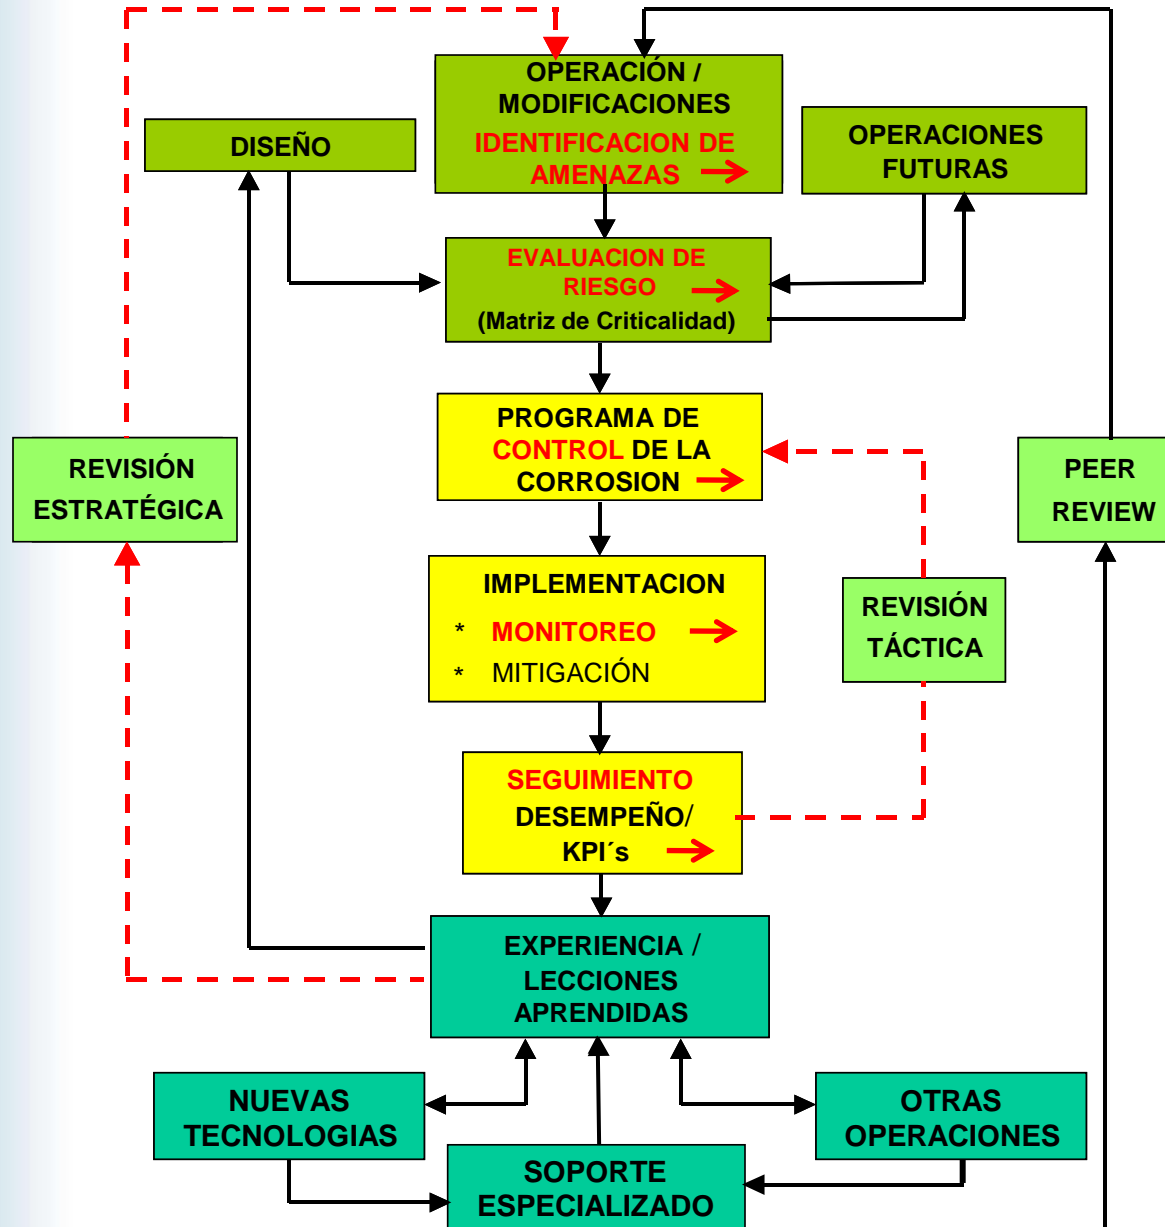 OPERACIÓN /
MODIFICACIONES
IDENTIFICACION DE
AMENAZAS
DISEÑO
OPERACIONES
FUTURAS
EVALUACION DE
RIESGO
(Matriz de Criticalidad)
PROGRAMA DE
CONTROL DE LA
CORROSION
REVISIÓN
ESTRATÉGICA
PEER
REVIEW
IMPLEMENTACION
* MONITOREO
* MITIGACIÓN
REVISIÓN
TÁCTICA
SEGUIMIENTO
DESEMPEÑO/
KPI´s
EXPERIENCIA /
LECCIONES
APRENDIDAS
NUEVAS
TECNOLOGIAS
OTRAS
OPERACIONES
SOPORTE
ESPECIALIZADO